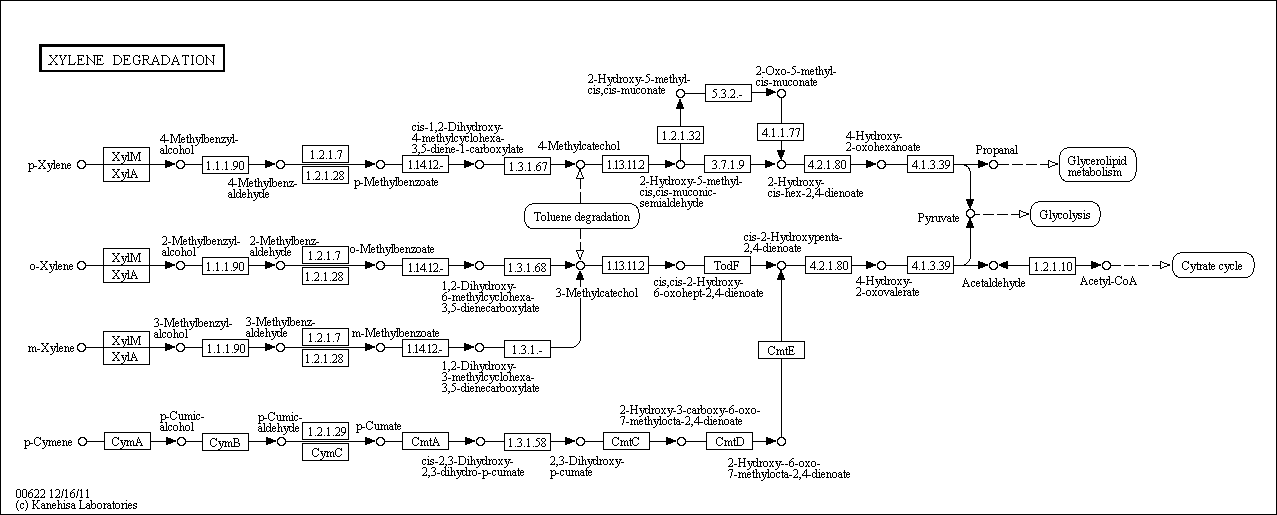 XYLENE DEGRADATION
2-Hydroxy-5-methyl-
cis,cis-muconate
5.3.2.-
2-Oxo-5-methyl-
cis-muconate
1.2.1.32
4.1.1.77
p-Xylene
XylM
XylA
4-Methylbenzyl-
alcohol
1.1.1.90
4-Methylbenz-
aldehyde
1.2.1.7
1.2.1.28
p-Methylbenzoate
1.14.12.-
cis-1,2-Dihydroxy-
4-methylcyclohexa-
3,5-diene-1-carboxylate
1.3.1.67
4-Methylcatechol
1.13.11.2
2-Hydroxy-5-methyl-
cis,cis-muconic-
semialdehyde
3.7.1.9
2-Hydroxy-
cis-hex-2,4-dienoate
4.2.1.80
4-Hydroxy-
2-oxohexanoate
4.1.3.39
Propanal
Glycerolipid
metabolism
Toluene degradation
Pyruvate
Glycolysis
o-Xylene
XylM
XylA
2-Methylbenzyl-
alcohol
1.1.1.90
2-Methylbenz-
aldehyde
1.2.1.7
1.2.1.28
o-Methylbenzoate
1.14.12.-
1,2-Dihydroxy-
6-methylcyclohexa-
3,5-dienecarboxylate
1.3.1.68
3-Methylcatechol
1.13.11.2
cis,cis-2-Hydroxy-
6-oxohept-2,4-dienoate
TodF
cis-2-Hydroxypenta-
2,4-dienoate
4.2.1.80
4-Hydroxy-
2-oxovalerate
4.1.3.39
Acetaldehyde
1.2.1.10
Acetyl-CoA
Cytrate cycle
m-Xylene
XylM
XylA
3-Methylbenzyl-
alcohol
1.1.1.90
3-Methylbenz-
aldehyde
1.2.1.7
1.2.1.28
m-Methylbenzoate
1.14.12.-
1,2-Dihydroxy-
3-methylcyclohexa-
3,5-dienecarboxylate
1.3.1.-
CmtE
p-Cymene
CymA
p-Cumic-
alcohol
CymB
p-Cumic-
aldehyde
1.2.1.29
CymC
p-Cumate
CmtA
cis-2,3-Dihydroxy-
2,3-dihydro-p-cumate
1.3.1.58
2,3-Dihydroxy-
p-cumate
CmtC
2-Hydroxy-3-carboxy-6-oxo-
7-methylocta-2,4-dienoate
CmtD
2-Hydroxy--6-oxo-
7-methylocta-2,4-dienoate
00622 12/16/11
(c) Kanehisa Laboratories